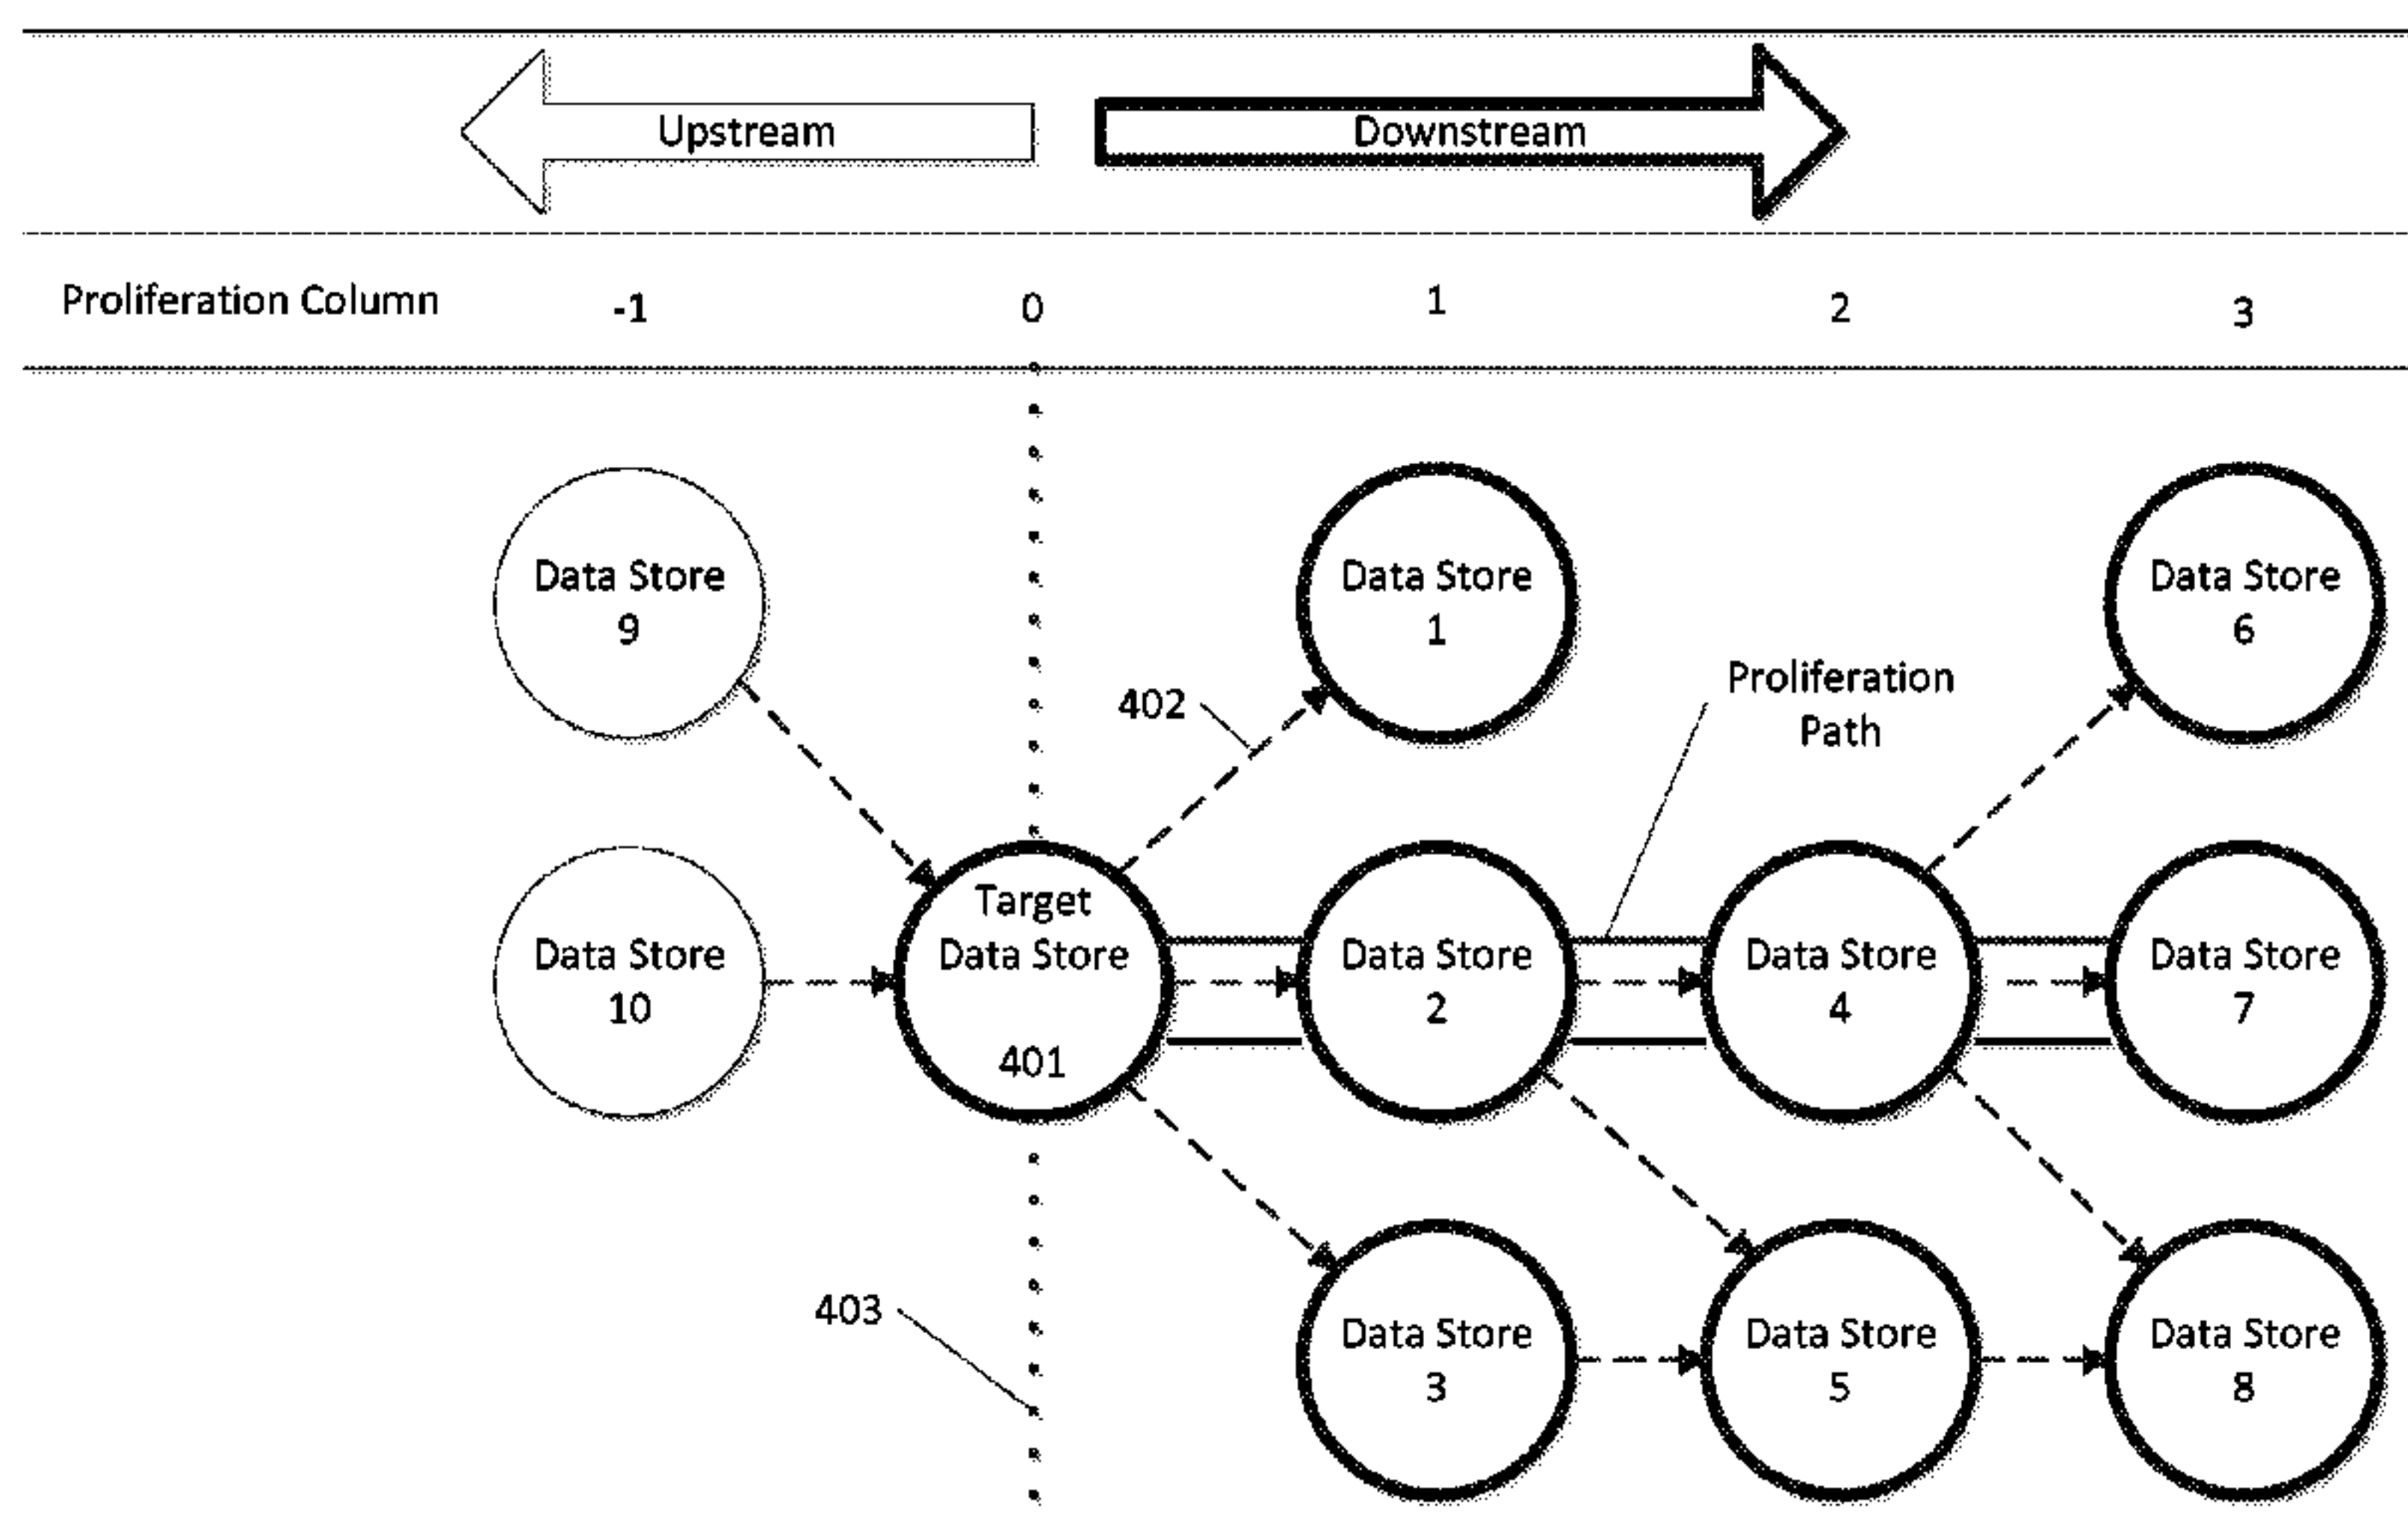 Upstream
Downstream
Proliferation Column
-1
0
1
2
3
Data Store
9
Data Store
1
Data Store
6
402
Proliferation
Path
Data Store
10
Target
Data Store
401
Data Store
2
Data Store
4
Data Store
7
403
Data Store
3
Data Store
5
Data Store
8